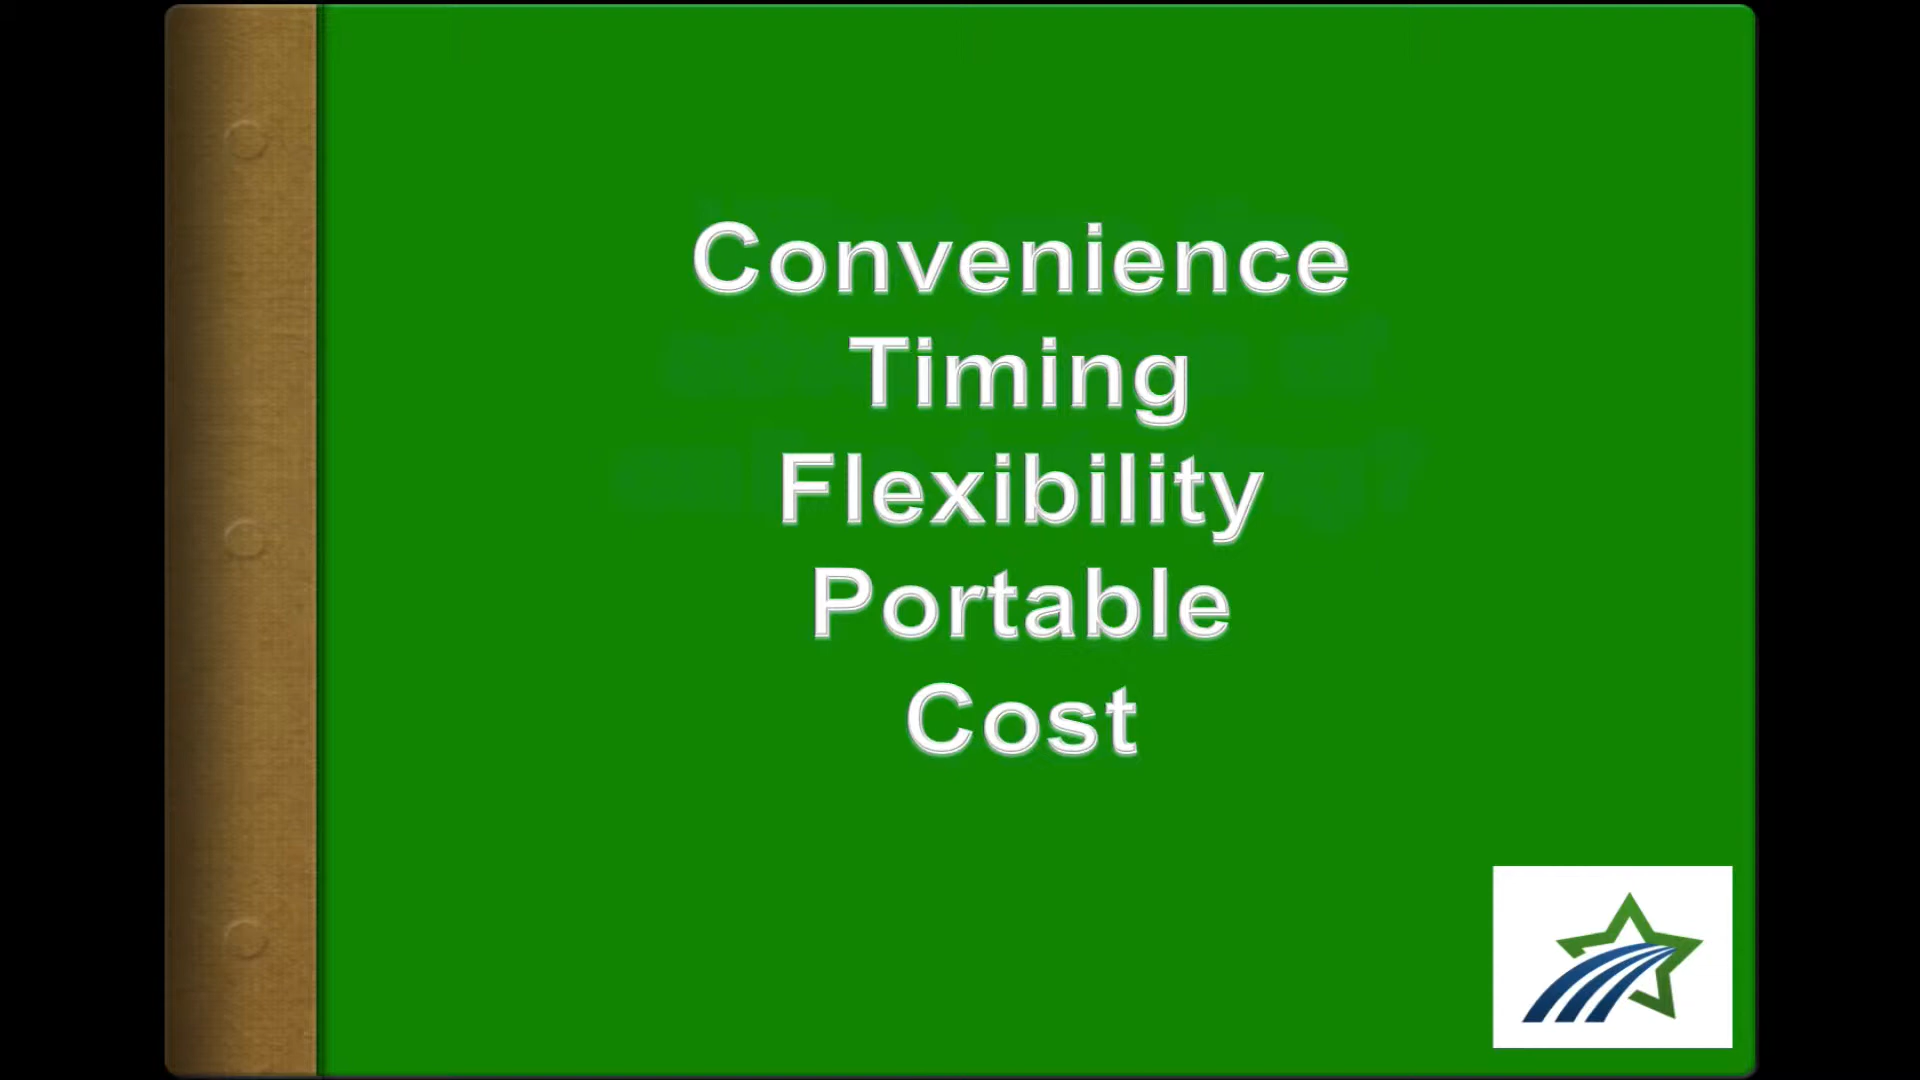 Convenience
Timing
Flexibility
Portable
Cost